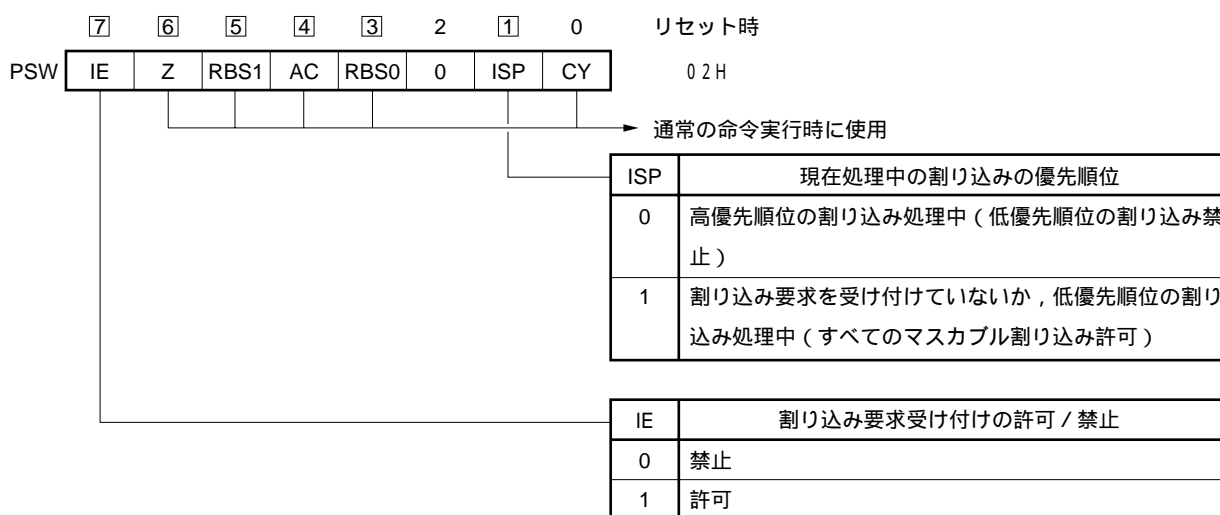 7 6 5 4 3 2 1 0 リセット時
PSW IE Z RBS1 AC RBS0 0 ISP CY 02H
通常の命令実行時に使用
ISP 現在処理中の割り込みの優先順位
0 高優先順位の割り込み処理中（低優先順位の割り込み禁
止）
1 割り込み要求を受け付けていないか，低優先順位の割り
込み処理中（すべてのマスカブル割り込み許可）
IE 割り込み要求受け付けの許可／禁止
0 禁止
1 許可